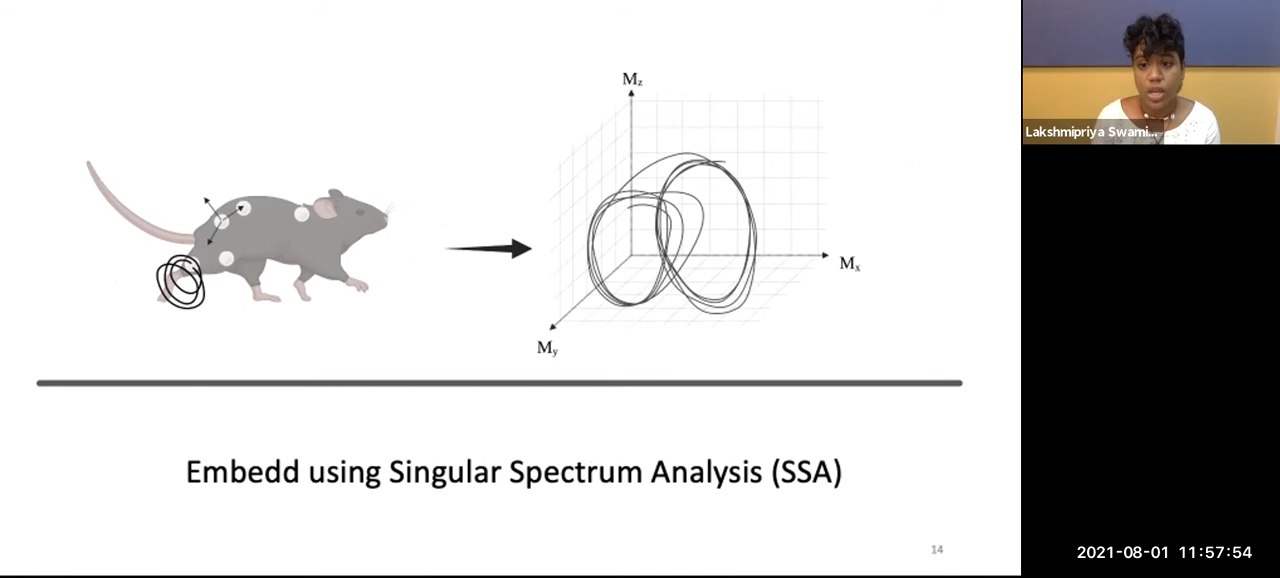 Mz
Mx
My
Embedd using Singular Spectrum Analysis (SSA)
14
Lakshmipriya Swami...
2021-08-01 11:57:54